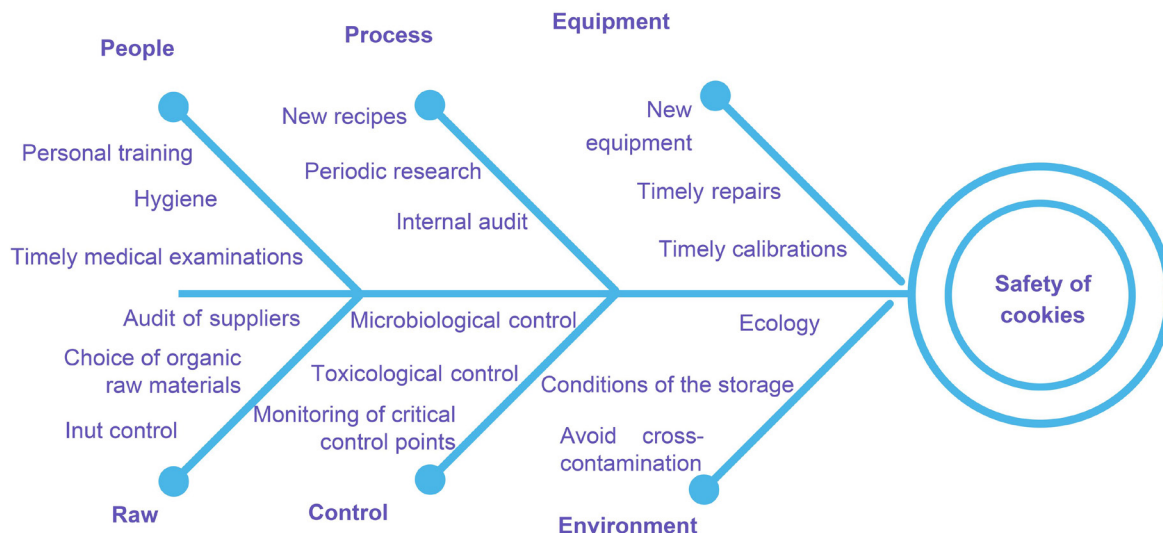 People
Process
Equipment
New recipes
New
equipment
Personal training
Periodic research
Timely repairs
Hygiene
Internal audit
Timely medical examinations
Timely calibrations
Safety of
cookies
Audit of suppliers
Microbiological control
Ecology
Choice of organic
raw materials
Toxicological control
Conditions of the storage
Inut control
Monitoring of critical
control points
Avoid cross-
contamination
Raw
Control
Environment